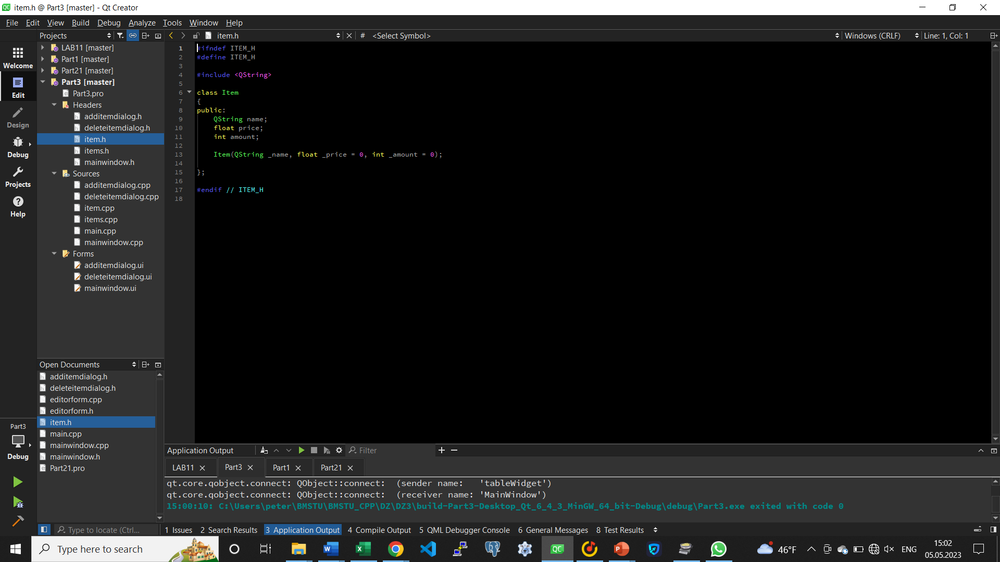 item.h @ Part3 [master] - Qt Creator
File Edit View Build Debug Analyze Tools Window Help
Projects
item.h
# <Select Symbol>
Windows (CRLF)
Line: 1, Col: 1
Welcome
Edit
Design
Debug
Projects
Help
LAB11 [master]
Part1 [master]
Part21 [master]
Part3 [master]
Part3.pro
Headers
additemdialog.h
deleteitemdialog.h
item.h
items.h
mainwindow.h
Sources
additemdialog.cpp
deleteitemdialog.cpp
item.cpp
items.cpp
main.cpp
mainwindow.cpp
Forms
additemdialog.ui
deleteitemdialog.ui
mainwindow.ui
1 #ifndef ITEM_H
2 #define ITEM_H
3
4 #include <QString>
5
6 class Item
7 {
8 public:
9 QString name;
10 float price;
11 int amount;
12
13 Item(QString _name, float _price = 0, int _amount = 0);
14
15 };
16
17 #endif // ITEM_H
18
Open Documents
additemdialog.h
deleteitemdialog.h
editorform.cpp
editorform.h
item.h
main.cpp
mainwindow.cpp
mainwindow.h
Part21.pro
Part3
Debug
Application Output
Filter
LAB11 Part3 Part1 Part21
qt.core.qobject.connect: QObject::connect:  (sender name:   'tableWidget')
qt.core.qobject.connect: QObject::connect:  (receiver name: 'MainWindow')
15:00:10: C:\Users\peter\BMSTU\BMSTU_CPP\DZ\DZ3\build-Part3-Desktop_Qt_6_4_3_MinGW_64_bit-Debug\debug\Part3.exe exited with code 0
Type to locate (Ctrl...
1 Issues 2 Search Results 3 Application Output 4 Compile Output 5 QML Debugger Console 6 General Messages 8 Test Results
Type here to search
46°F
ENG
15:02
05.05.2023